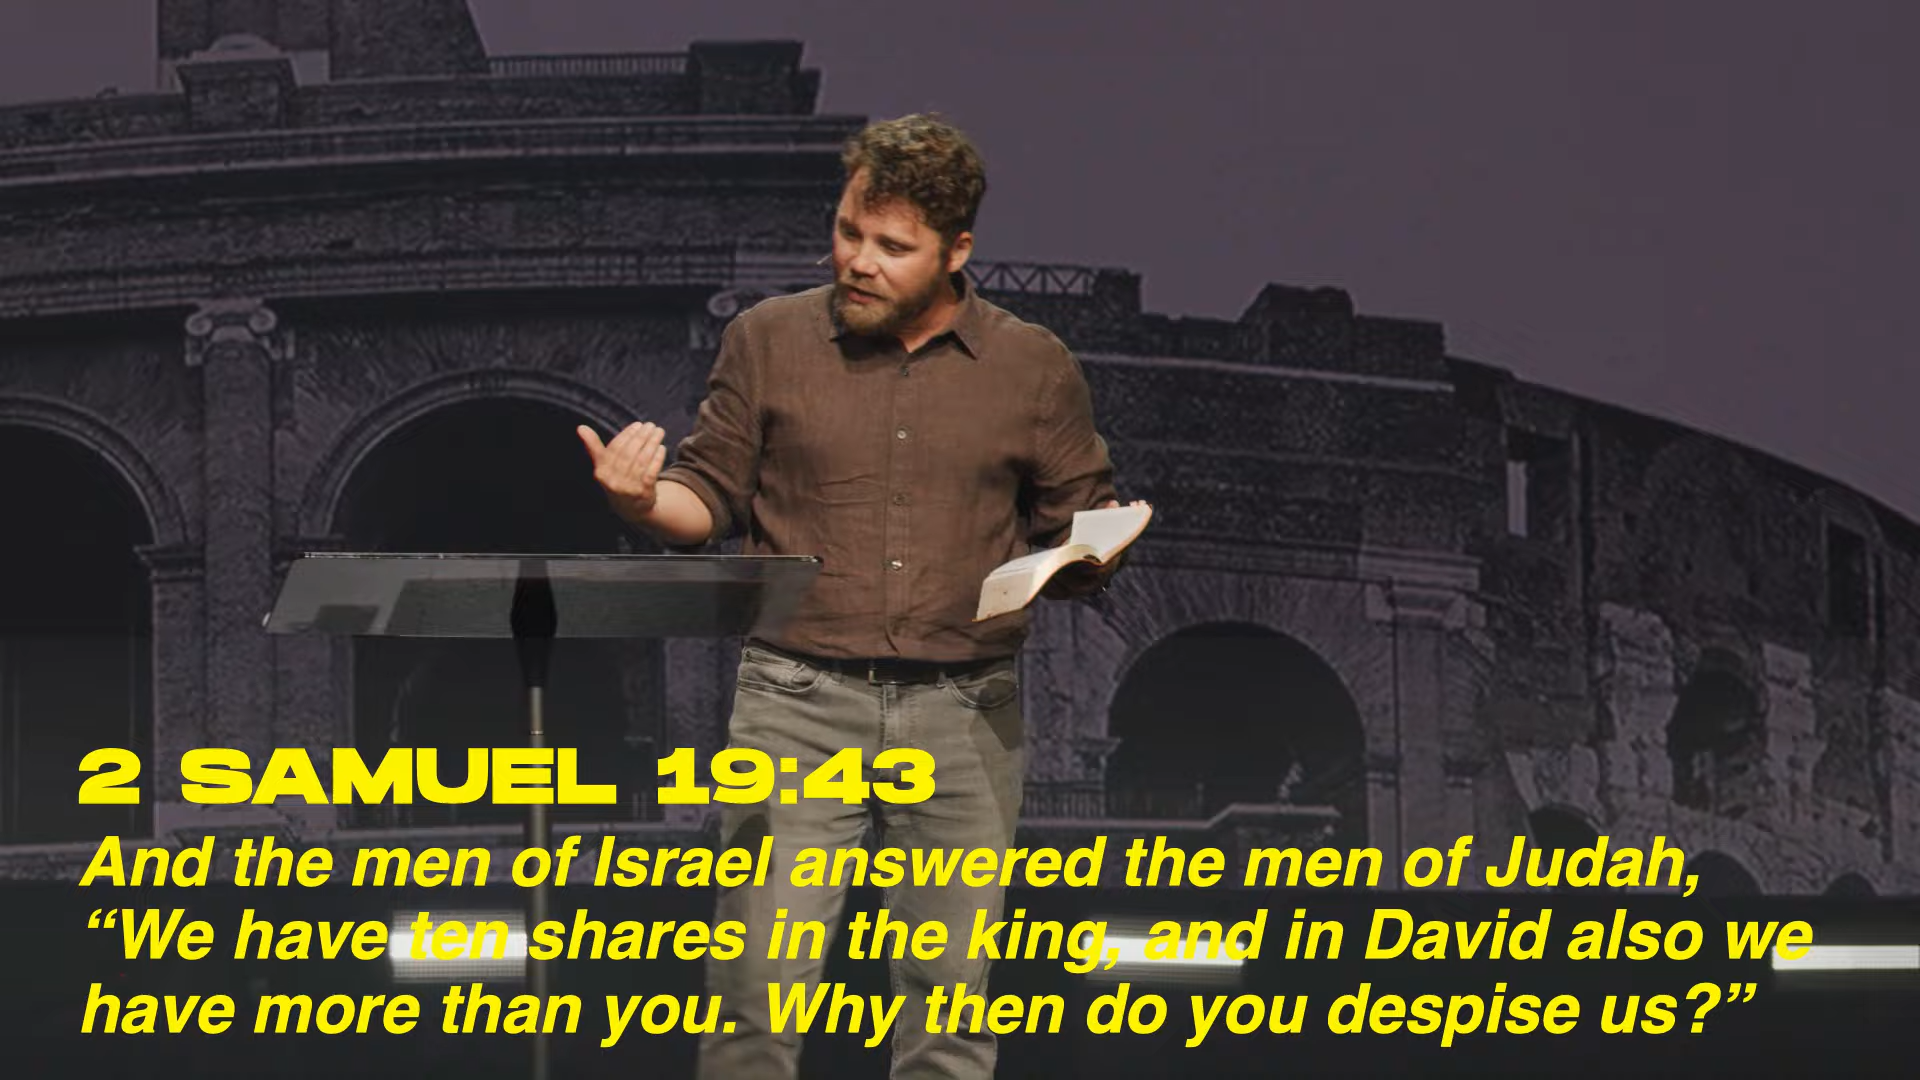 2 SAMUEL 19:43
And the men of Israel answered the men of Judah,
“We have ten shares in the king, and in David also we
have more than you. Why then do you despise us?”